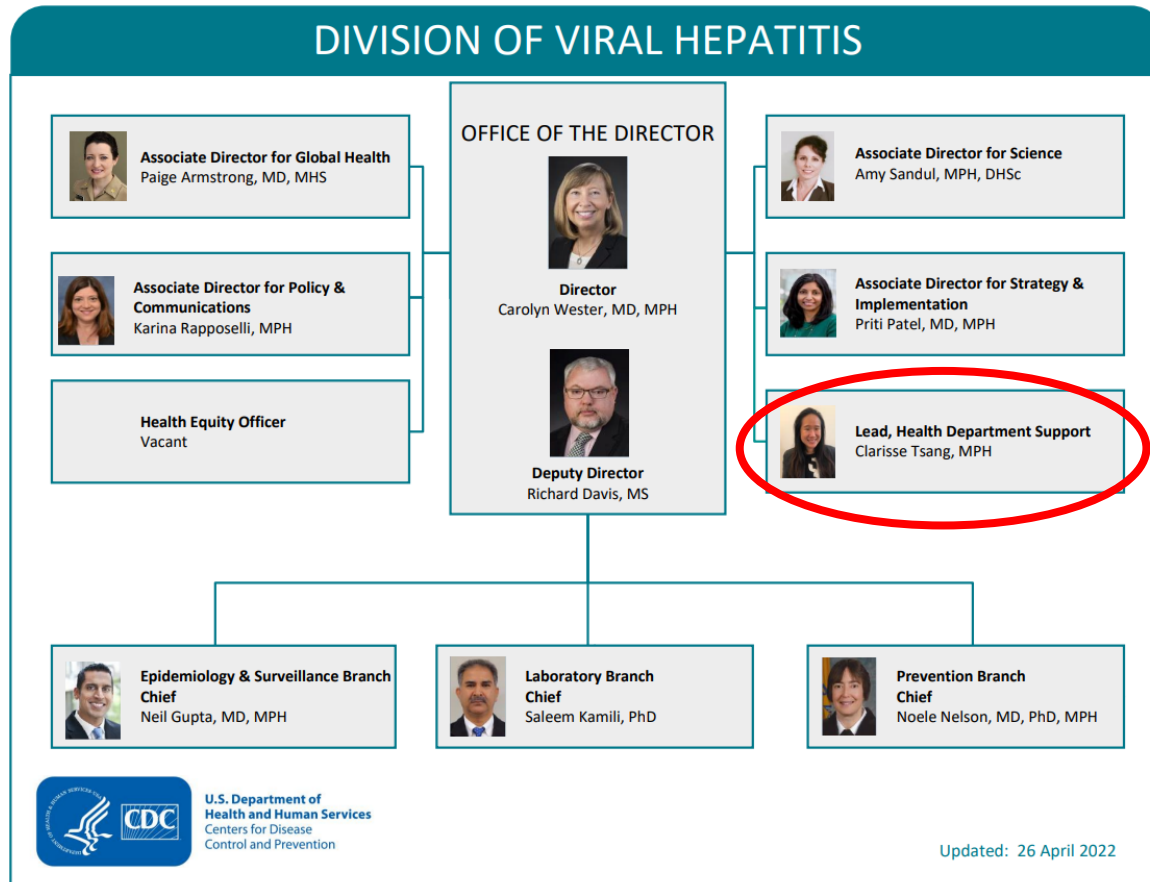 DIVISION OF VIRAL HEPATITIS
OFFICE OF THE DIRECTOR
Director
Carolyn Wester, MD, MPH
Deputy Director
Richard Davis, MS
Associate Director for Global Health
Paige Armstrong, MD, MHS
Associate Director for Policy &
Communications
Karina Rapposelli, MPH
Health Equity Officer
Vacant
Associate Director for Science
Amy Sandul, MPH, DHSc
Associate Director for Strategy &
Implementation
Priti Patel, MD, MPH
Lead, Health Department Support
Clarisse Tsang, MPH
Epidemiology & Surveillance Branch
Chief
Neil Gupta, MD, MPH
Laboratory Branch
Chief
Saleem Kamili, PhD
Prevention Branch
Chief
Noele Nelson, MD, PhD, MPH
CDC
U.S. Department of
Health and Human Services
Centers for Disease
Control and Prevention
Updated: 26 April 2022